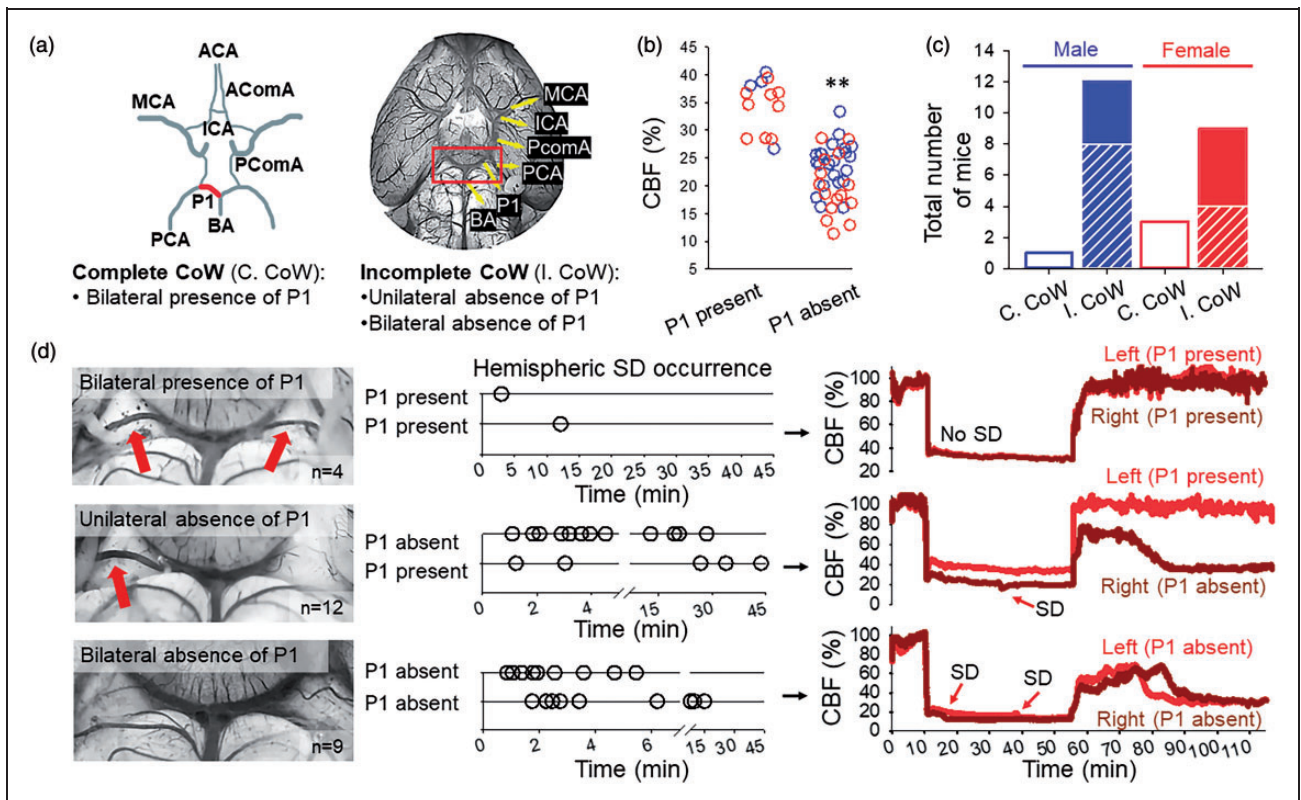 (a)
ACA
AComA
MCA
ICA
PComA
P1
BA
PCA
Complete CoW (C. CoW):
• Bilateral presence of P1
MCA
ICA
PcomA
PCA
P1
BA
Incomplete CoW (I. CoW):
•Unilateral absence of P1
•Bilateral absence of P1
(b)
45
40
35
30
25
20
15
10
5
CBF (%)
**
P1 present
P1 absent
(c)
Male
Female
14
12
10
8
6
4
2
0
Total number
of mice
C. CoW
I. CoW
C. CoW
I. CoW
(d)
Bilateral presence of P1
n=4
Hemispheric SD occurrence
P1 present
P1 present
0 5 10 15 20 25 30 35 40 45
Time (min)
100
80
60
40
20
CBF (%)
No SD
Left (P1 present)
Right (P1 present)
Unilateral absence of P1
n=12
P1 absent
P1 present
0 2 4 15 30 45
Time (min)
100
80
60
40
20
0
CBF (%)
SD
Left (P1 present)
Right (P1 absent)
Bilateral absence of P1
n=9
P1 absent
P1 absent
0 2 4 6 15 30 45
Time (min)
100
80
60
40
20
0
CBF (%)
SD
SD
Left (P1 absent)
Right (P1 absent)
0 10 20 30 40 50 60 70 80 90 100 110
Time (min)